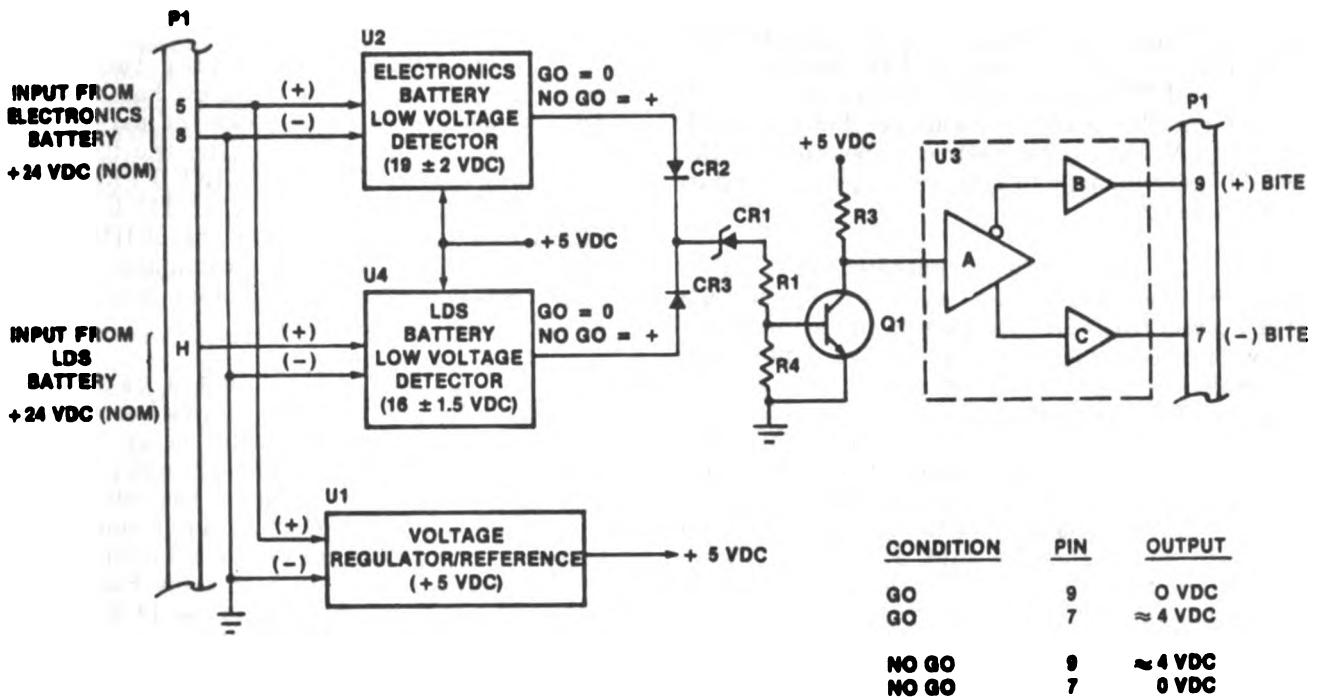 P1
INPUT FROM
ELECTRONICS
BATTERY
+24 VDC (NOM)
5
8
(+)
(−)
U2
ELECTRONICS
BATTERY
LOW VOLTAGE
DETECTOR
(19 ±2 VDC)
GO = 0
NO GO = +
CR2
+5 VDC
CR1
CR3
R1
R4
+5 VDC
R3
Q1
U3
A
B
C
P1
9
(+) BITE
7
(−) BITE
INPUT FROM
LDS
BATTERY
+24 VDC (NOM)
H
(+)
(−)
U4
LDS
BATTERY
LOW VOLTAGE
DETECTOR
(16 ±1.5 VDC)
GO = 0
NO GO = +
U1
(+)
(−)
VOLTAGE
REGULATOR/REFERENCE
(+5 VDC)
+ 5 VDC
CONDITION PIN OUTPUT
GO 9 0 VDC
GO 7 ≈ 4 VDC
NO GO 9 ≈ 4 VDC
NO GO 7 0 VDC